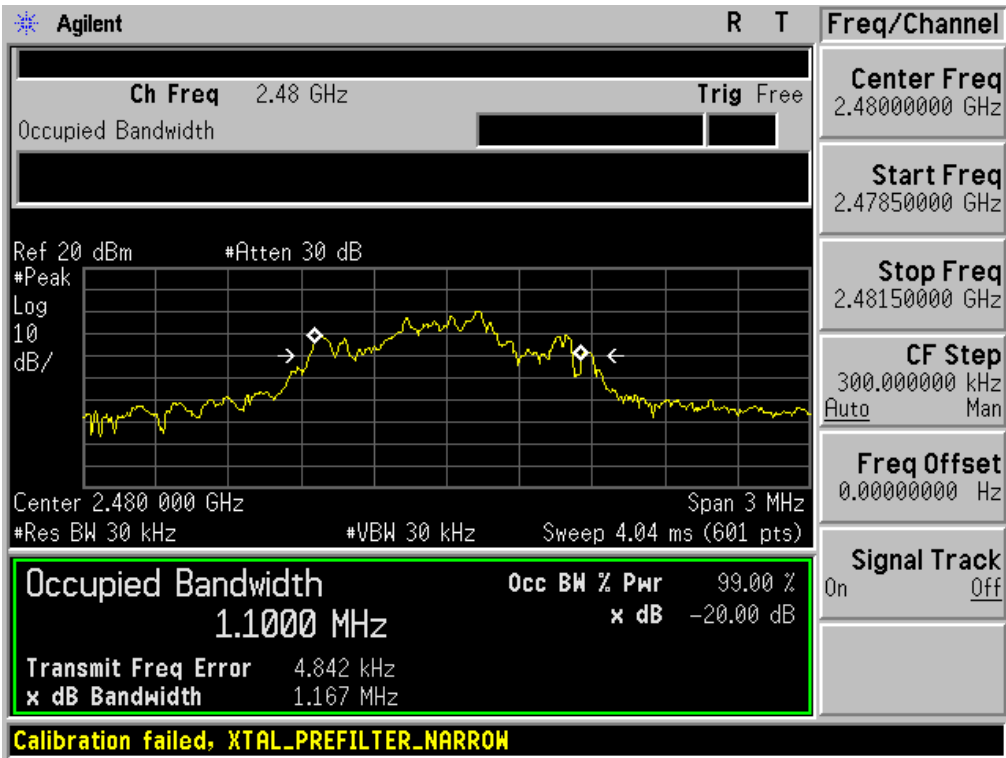 Agilent R T Freq/Channel
Ch Freq 2.48 GHz Trig Free
Occupied Bandwidth
Center Freq
2.48000000 GHz
Start Freq
2.47850000 GHz
Stop Freq
2.48150000 GHz
CF Step
300.000000 kHz
Auto Man
Freq Offset
0.00000000 Hz
Signal Track
On Off
Ref 20 dBm #Atten 30 dB
#Peak
Log
10
dB/
Center 2.480 000 GHz Span 3 MHz
#Res BW 30 kHz #VBW 30 kHz Sweep 4.04 ms (601 pts)
Occupied Bandwidth Occ BW % Pwr 99.00 %
1.1000 MHz x dB -20.00 dB
Transmit Freq Error 4.842 kHz
x dB Bandwidth 1.167 MHz
Calibration failed, XTAL_PREFILTER_NARROW